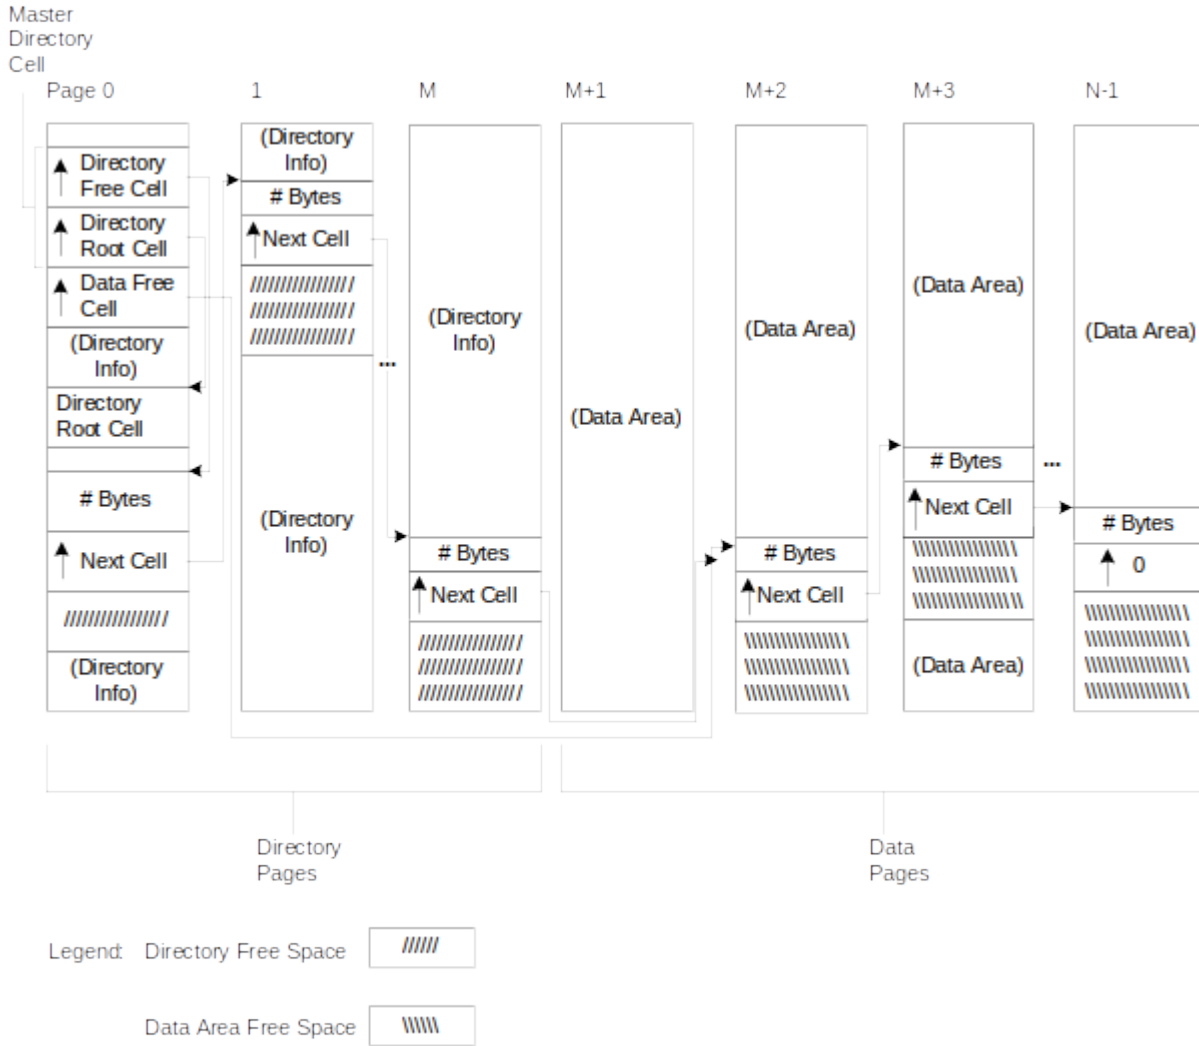 Master
Directory
Cell
Page 0
1
M
M+1
M+2
M+3
N-1
Directory
Free Cell
Directory
Root Cell
Data Free
Cell
(Directory
Info)
Directory
Root Cell
# Bytes
Next Cell
////////////////////
(Directory
Info)
(Directory
Info)
# Bytes
Next Cell
////////////////////
////////////////////
////////////////////
(Directory
Info)
...
(Directory
Info)
# Bytes
Next Cell
////////////////////
////////////////////
////////////////////
(Data Area)
(Data Area)
# Bytes
Next Cell
\\\\\\\\\\\\\\\\\\\\
\\\\\\\\\\\\\\\\\\\\
\\\\\\\\\\\\\\\\\\\\
(Data Area)
# Bytes
Next Cell
\\\\\\\\\\\\\\\\\\\\
\\\\\\\\\\\\\\\\\\\\
\\\\\\\\\\\\\\\\\\\\
(Data Area)
...
(Data Area)
# Bytes
0
\\\\\\\\\\\\\\\\\\\\
\\\\\\\\\\\\\\\\\\\\
\\\\\\\\\\\\\\\\\\\\
\\\\\\\\\\\\\\\\\\\\
Directory
Pages
Data
Pages
Legend: Directory Free Space //////
Data Area Free Space \\\\\\